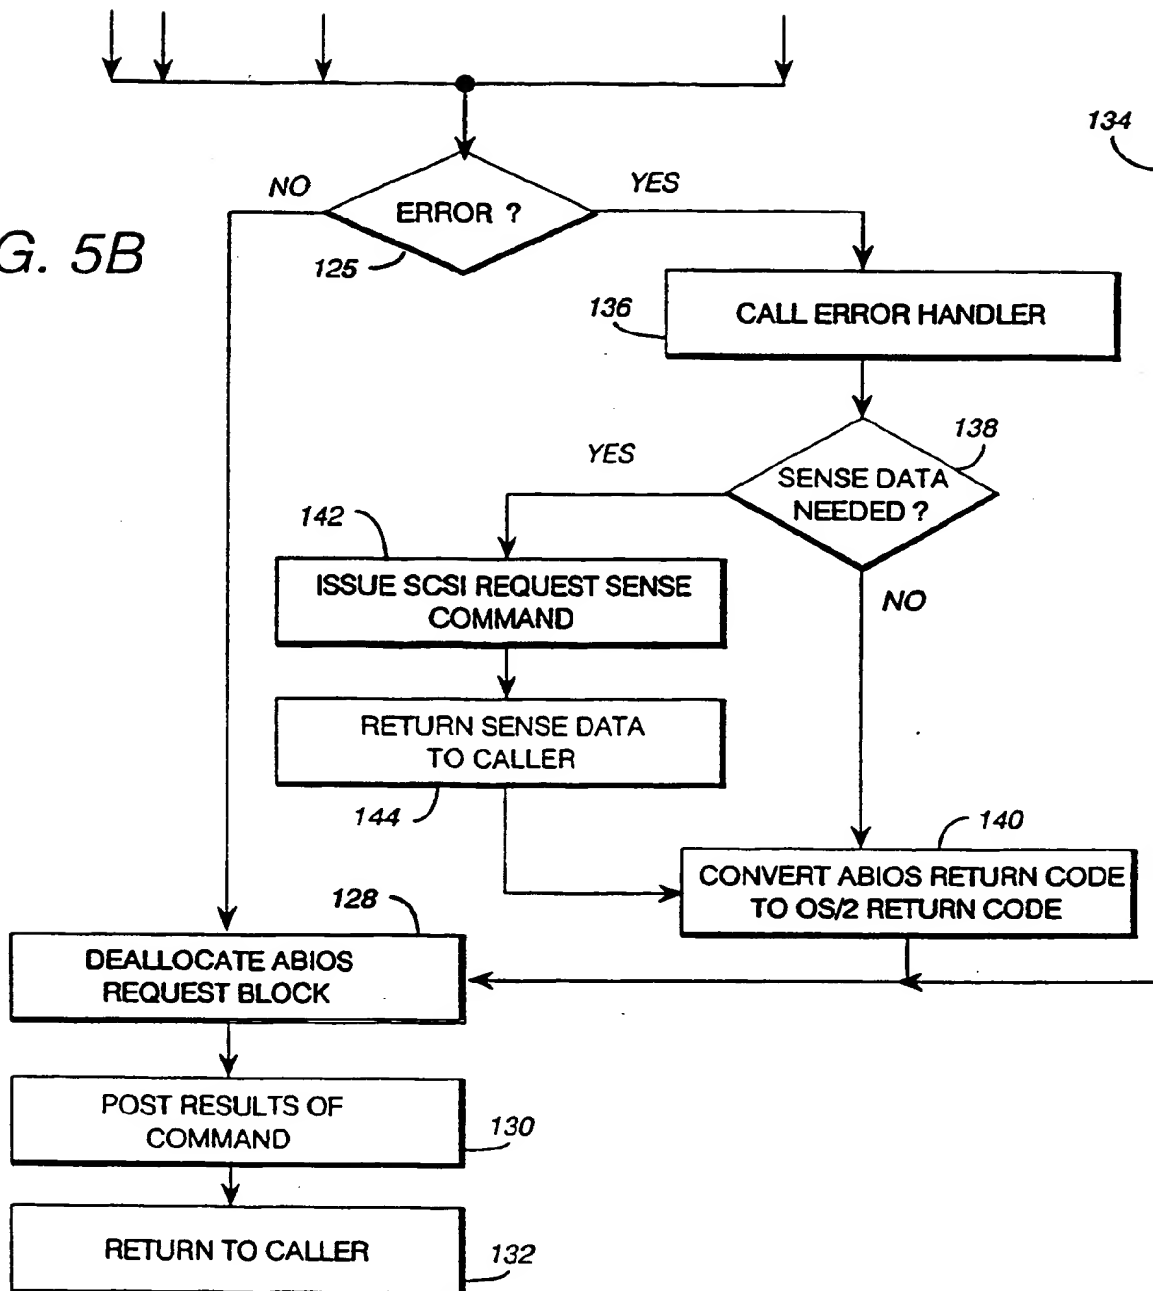 134
NO
YES
ERROR ?
125
G. 5B
136
CALL ERROR HANDLER
138
YES
SENSE DATA
NEEDED ?
142
ISSUE SCSI REQUEST SENSE
COMMAND
NO
RETURN SENSE DATA
TO CALLER
144
140
CONVERT ABIOS RETURN CODE
TO OS/2 RETURN CODE
128
DEALLOCATE ABIOS
REQUEST BLOCK
POST RESULTS OF
COMMAND
130
RETURN TO CALLER
132